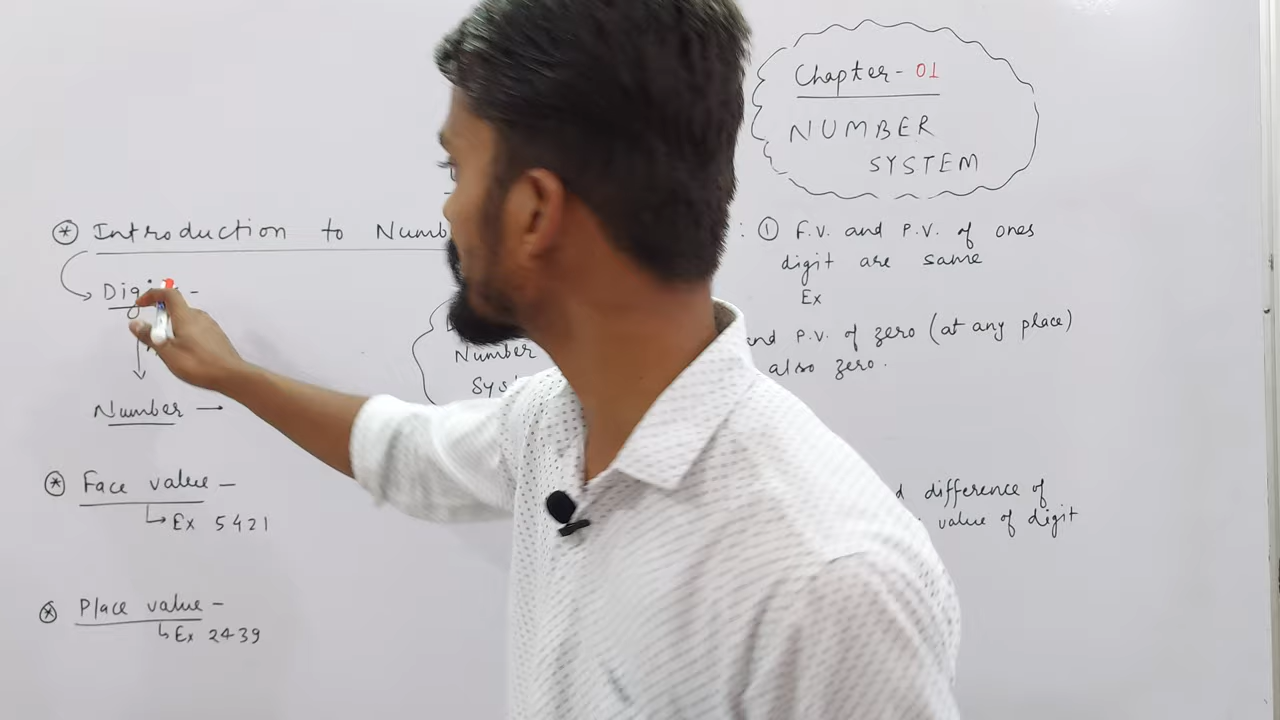 Chapter - 01
NUMBER
SYSTEM
* Introduction to Numb
Digi -
Number →
* Face value -
Ex 5421
* Place value -
Ex 2439
Number
Sys
: ① F.V. and P.V. of ones
digit are same
Ex
and P.V. of zero (at any place)
also zero.
difference of
value of digit